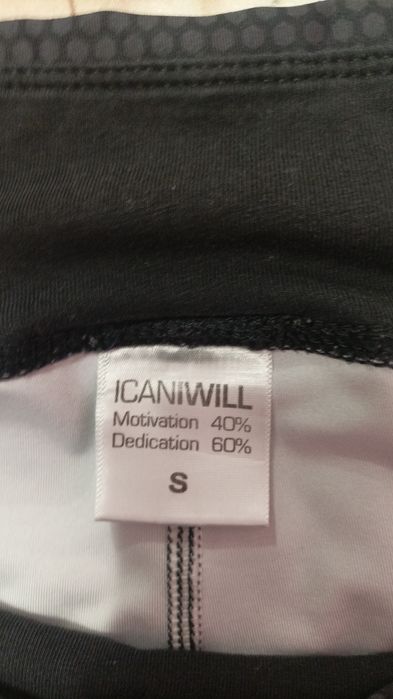 ICANIWILL
Motivation 40%
Dedication 60%
S